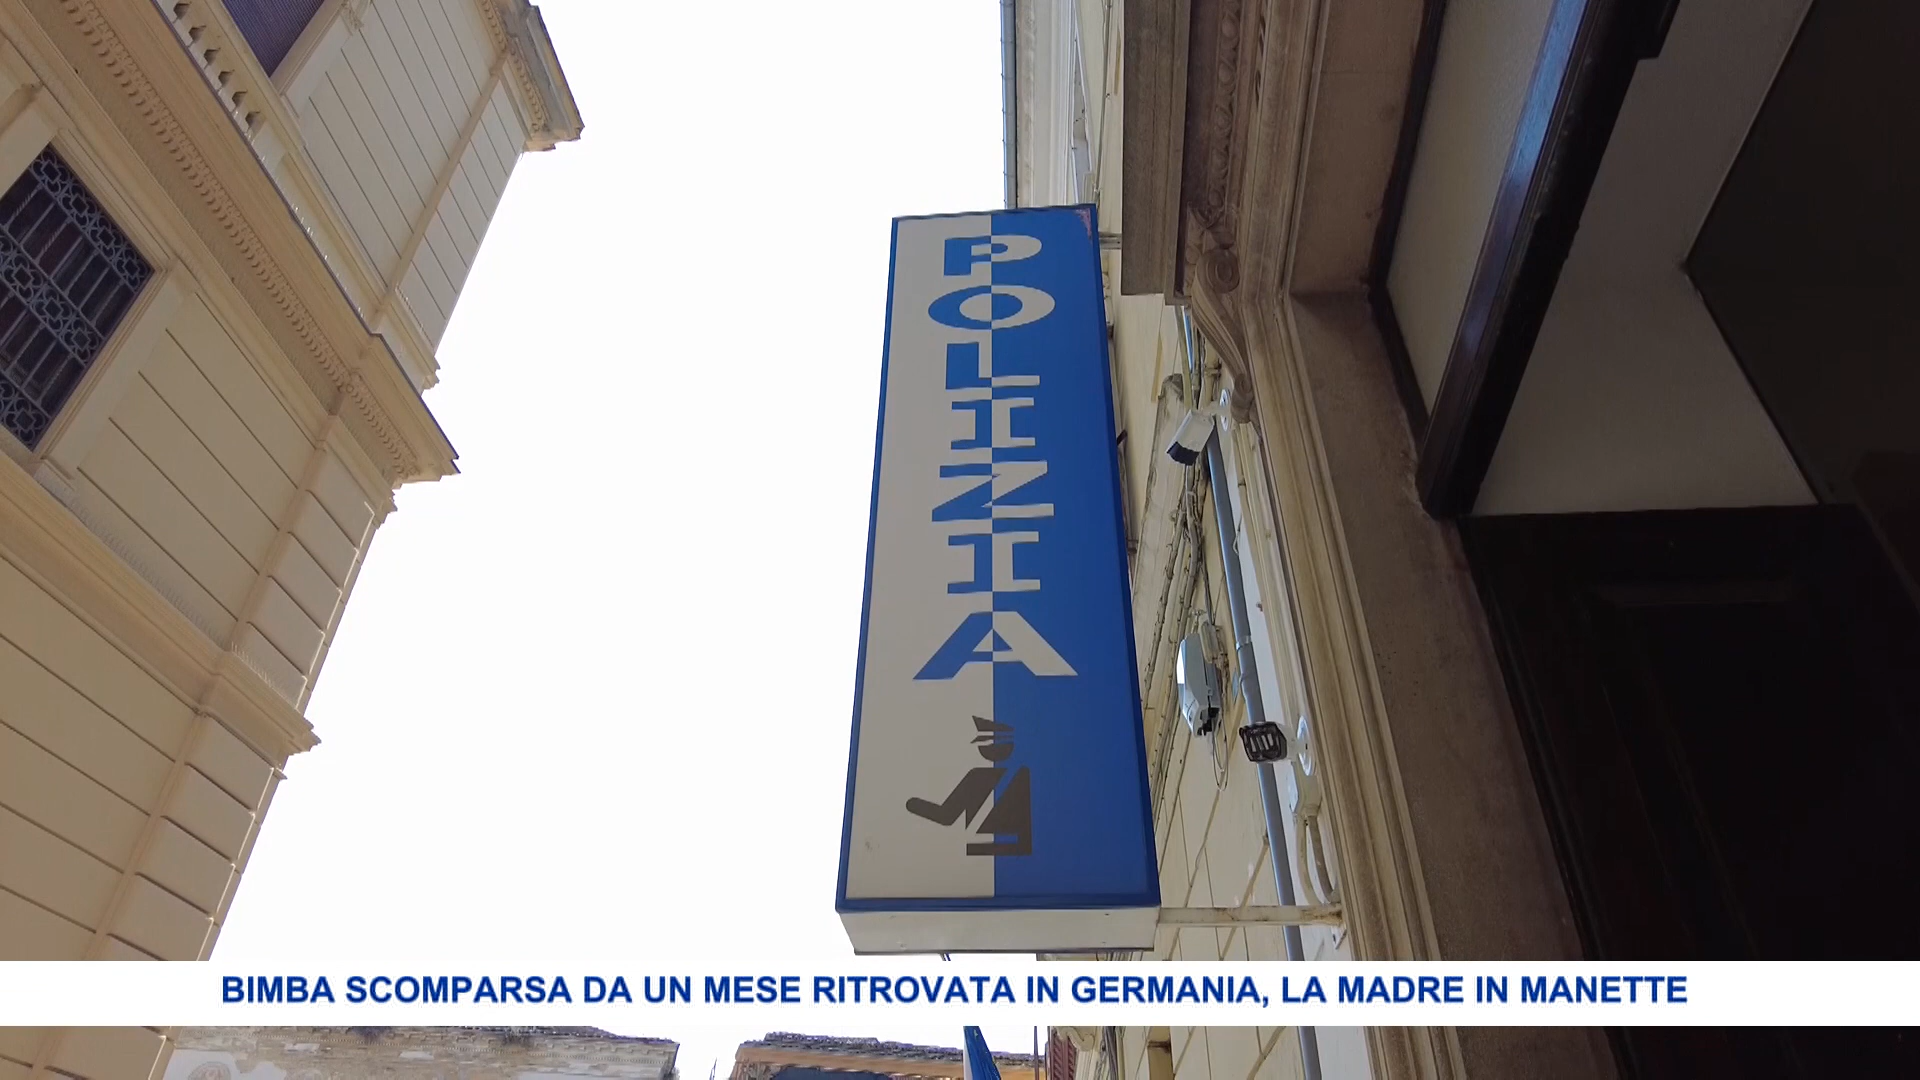 POLIZIA
BIMBA SCOMPARSA DA UN MESE RITROVATA IN GERMANIA, LA MADRE IN MANETTE